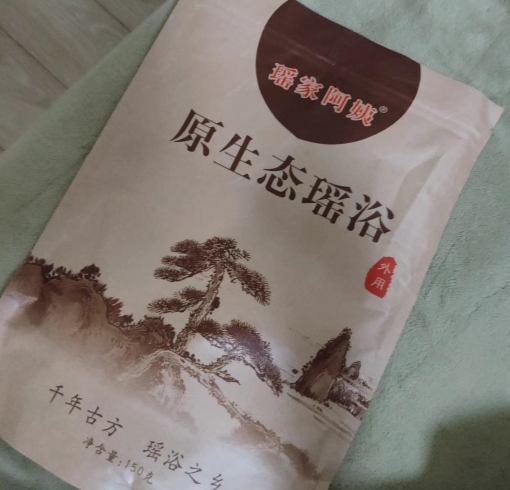 瑶家阿姨®
原生态瑶浴
外用
千年古方 瑶浴之乡
净含量:150克